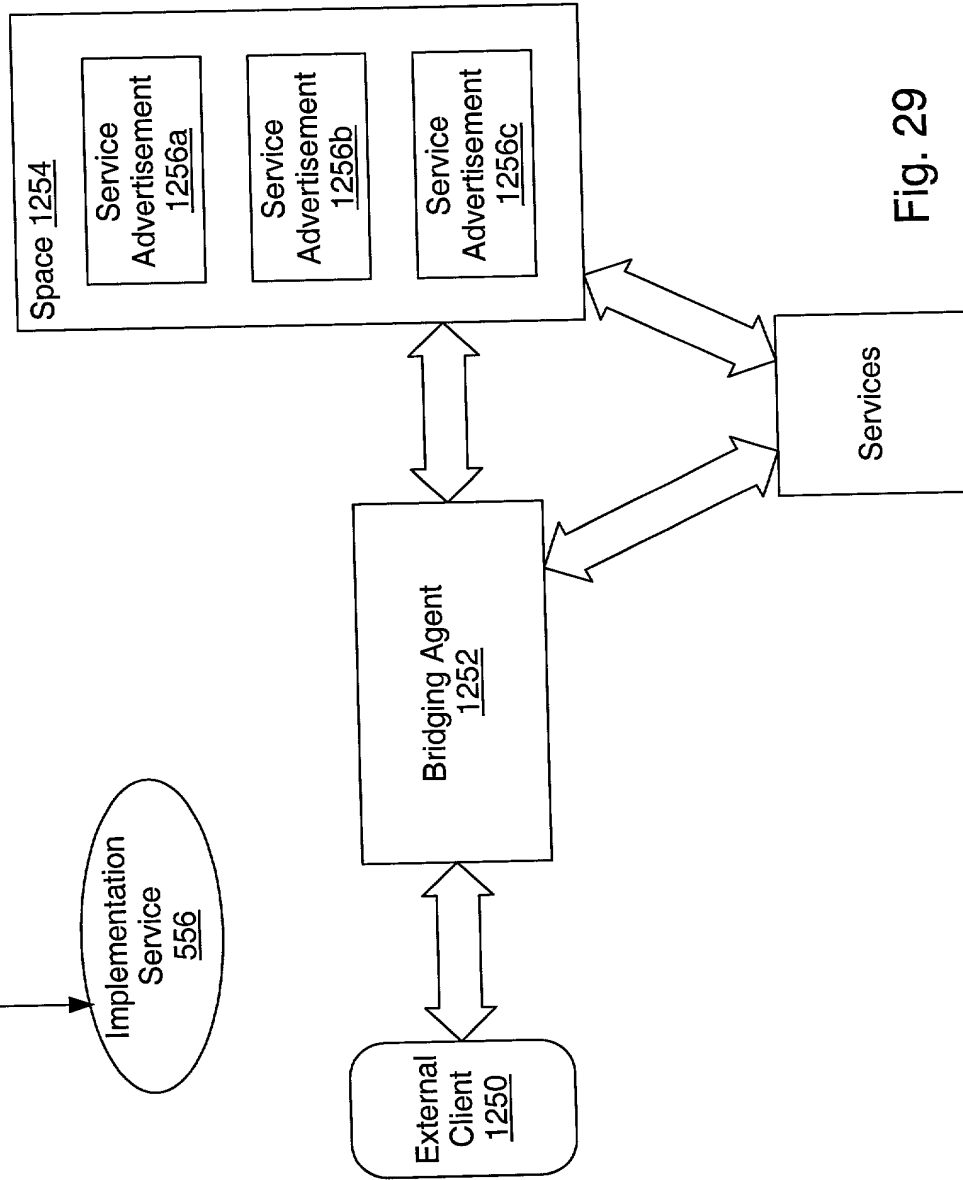 Implementation
Service
556
External
Client
1250
Bridging Agent
1252
Space 1254
Service
Advertisement
1256a
Service
Advertisement
1256b
Service
Advertisement
1256c
Services
Fig. 29